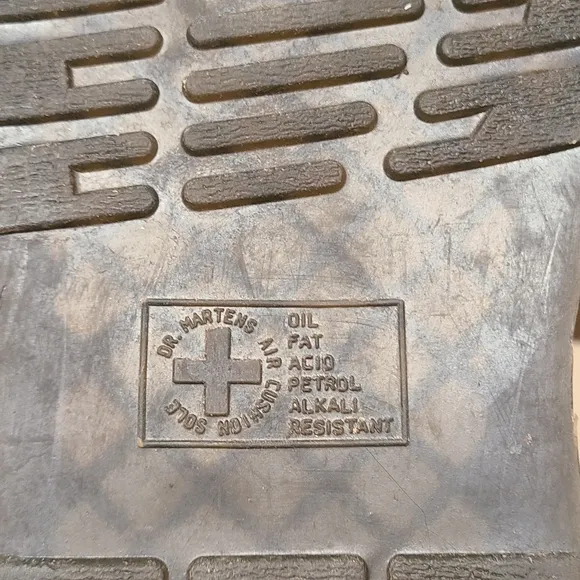 DR. MARTENS AIR CUSHION SOLE
OIL
FAT
ACID
PETROL
ALKALI
RESISTANT